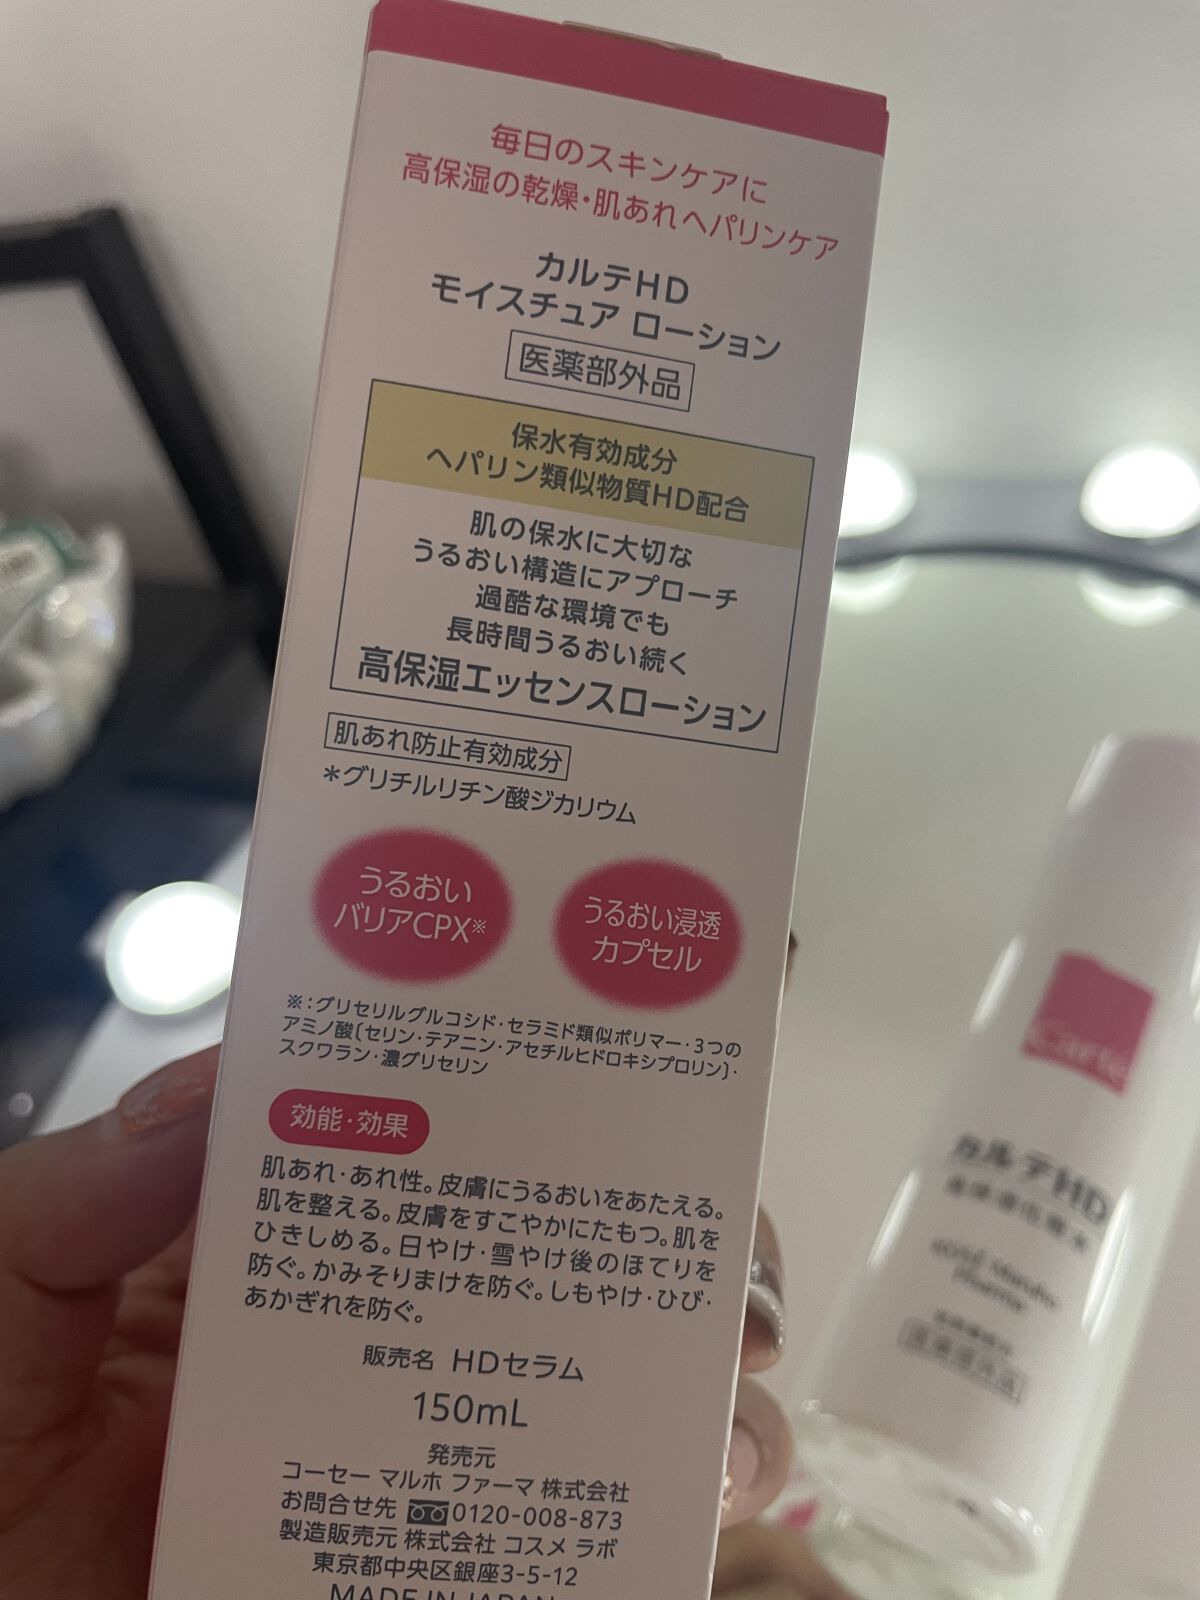 毎日のスキンケアに
高保湿の乾燥・肌あれヘパリンケア
カルテHD
モイスチュア ローション
医薬部外品
保水有効成分
ヘパリン類似物質HD配合
肌の保水に大切な
うるおい構造にアプローチ
過酷な環境でも
長時間うるおい続く
高保湿エッセンスローション
肌あれ防止有効成分
＊グリチルリチン酸ジカリウム
うるおい
バリアCPX※
うるおい浸透
カプセル
※：グリセリルグルコシド・セラミド類似ポリマー・3つの
アミノ酸〔セリン・テアニン・アセチルヒドロキシプロリン〕・
スクワラン・濃グリセリン
効能・効果
肌あれ・あれ性。皮膚にうるおいをあたえる。
肌を整える。皮膚をすこやかにたもつ。肌を
ひきしめる。日やけ・雪やけ後のほてりを
防ぐ。かみそりまけを防ぐ。しもやけ・ひび・
あかぎれを防ぐ。
販売名 HDセラム
150mL
発売元
コーセー マルホ ファーマ 株式会社
お問合せ先 0120-008-873
製造販売元 株式会社 コスメ ラボ
東京都中央区銀座3-5-12
MADE IN JAPAN
Carté
カルテHD
高保湿化粧水
KOSÉ Maruho
Pharma
医薬部外品